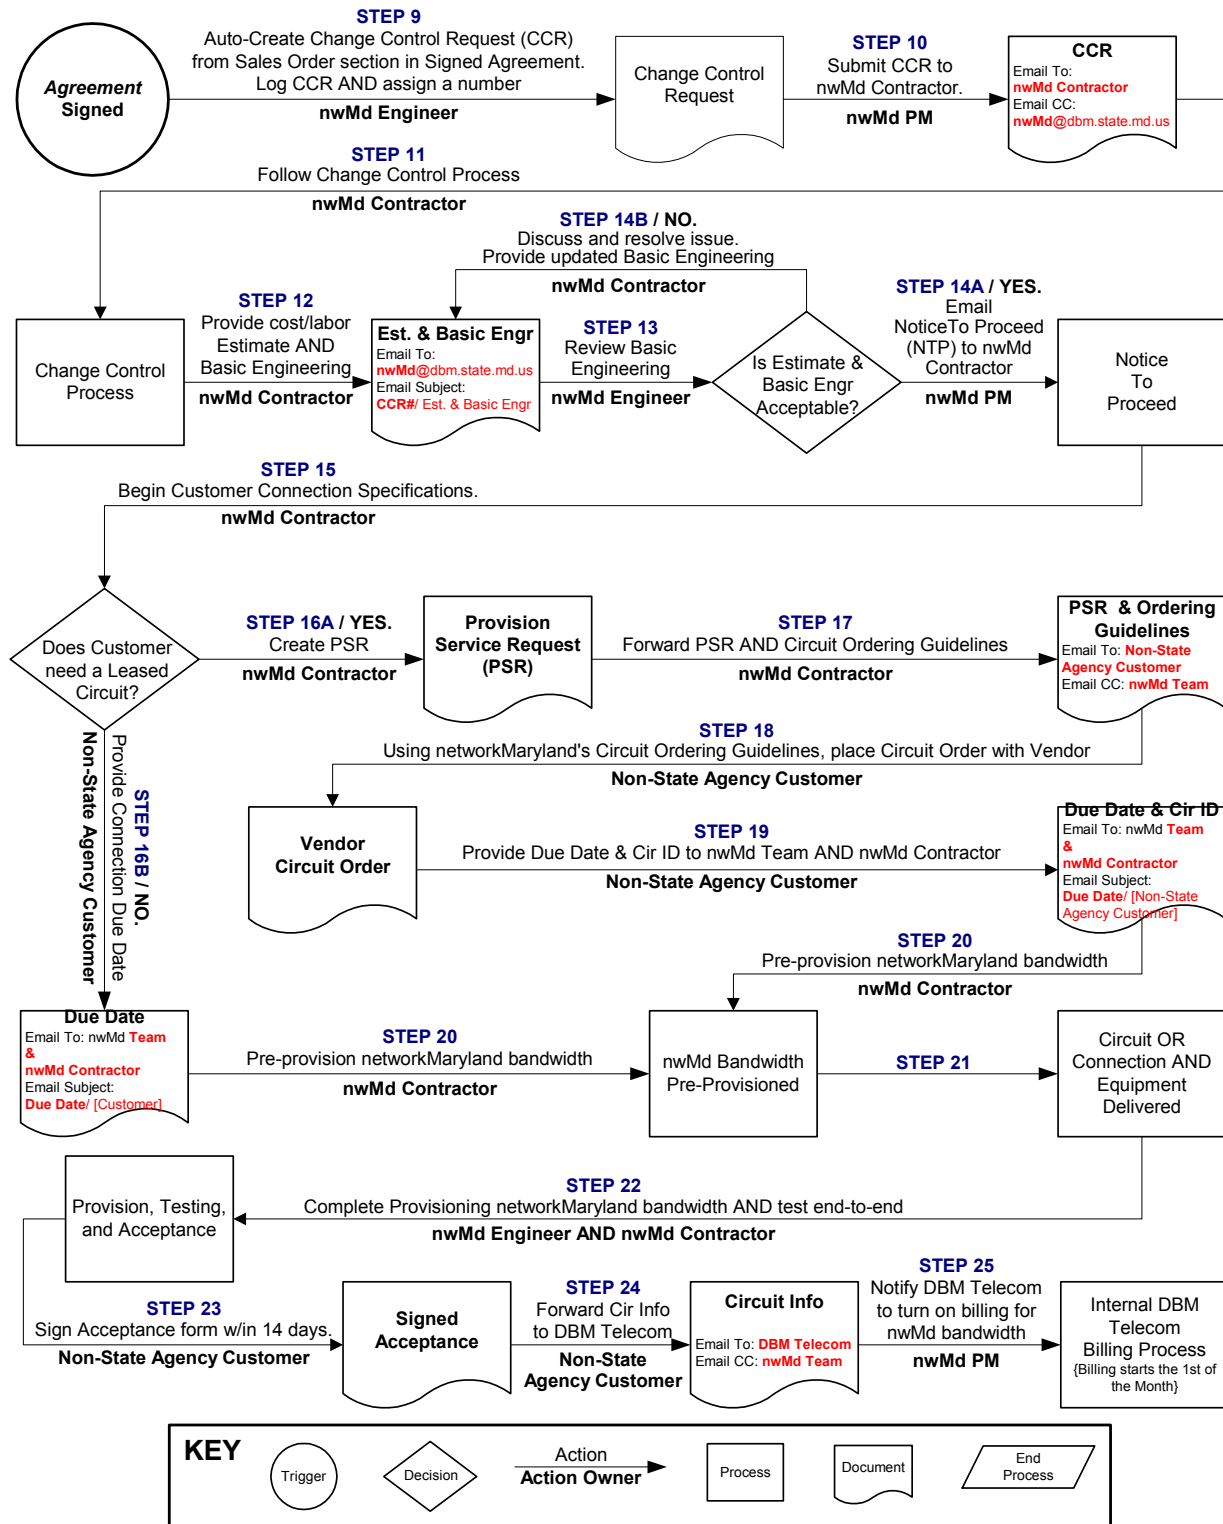 STEP 9
Auto-Create Change Control Request (CCR)
from Sales Order section in Signed Agreement.
Log CCR AND assign a number
nwMd Engineer
Agreement
Signed
Change Control
Request
STEP 10
Submit CCR to
nwMd Contractor.
nwMd PM
CCR
Email To:
nwMd Contractor
Email CC:
nwMd@dbm.state.md.us
STEP 11
Follow Change Control Process
nwMd Contractor
STEP 14B / NO.
Discuss and resolve issue.
Provide updated Basic Engineering
nwMd Contractor
Change Control
Process
STEP 12
Provide cost/labor
Estimate AND
Basic Engineering
nwMd Contractor
Est. & Basic Engr
Email To:
nwMd@dbm.state.md.us
Email Subject:
CCR#/ Est. & Basic Engr
STEP 13
Review Basic
Engineering
nwMd Engineer
Is Estimate &
Basic Engr
Acceptable?
STEP 14A / YES.
Email
NoticeTo Proceed
(NTP) to nwMd
Contractor
nwMd PM
Notice
To
Proceed
STEP 15
Begin Customer Connection Specifications.
nwMd Contractor
Does Customer
need a Leased
Circuit?
STEP 16A / YES.
Create PSR
nwMd Contractor
Provision
Service Request
(PSR)
STEP 17
Forward PSR AND Circuit Ordering Guidelines
nwMd Contractor
PSR & Ordering
Guidelines
Email To: Non-State
Agency Customer
Email CC: nwMd Team
STEP 18
Using networkMaryland's Circuit Ordering Guidelines, place Circuit Order with Vendor
Non-State Agency Customer
STEP 16B / NO.
Provide Connection Due Date
Non-State Agency Customer
Vendor
Circuit Order
STEP 19
Provide Due Date & Cir ID to nwMd Team AND nwMd Contractor
Non-State Agency Customer
Due Date & Cir ID
Email To: nwMd Team
&
nwMd Contractor
Email Subject:
Due Date/ [Non-State
Agency Customer]
STEP 20
Pre-provision networkMaryland bandwidth
nwMd Contractor
Due Date
Email To: nwMd Team
&
nwMd Contractor
Email Subject:
Due Date/ [Customer]
STEP 20
Pre-provision networkMaryland bandwidth
nwMd Contractor
nwMd Bandwidth
Pre-Provisioned
STEP 21
Circuit OR
Connection AND
Equipment
Delivered
Provision, Testing,
and Acceptance
STEP 22
Complete Provisioning networkMaryland bandwidth AND test end-to-end
nwMd Engineer AND nwMd Contractor
STEP 23
Sign Acceptance form w/in 14 days.
Non-State Agency Customer
Signed
Acceptance
STEP 24
Forward Cir Info
to DBM Telecom
Non-State
Agency Customer
Circuit Info
Email To: DBM Telecom
Email CC: nwMd Team
STEP 25
Notify DBM Telecom
to turn on billing for
nwMd bandwidth
nwMd PM
Internal DBM
Telecom
Billing Process
{Billing starts the 1st of
the Month}
KEY
Trigger
Decision
Action
Action Owner
Process
Document
End
Process